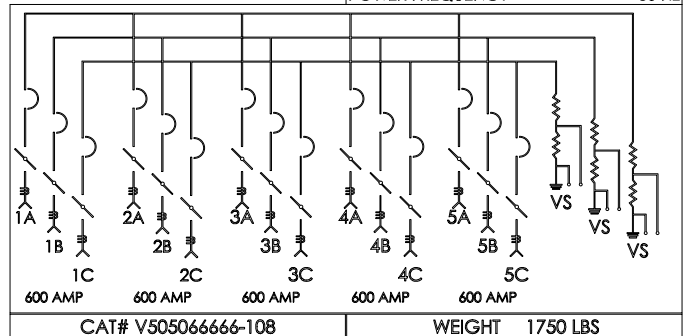 1A 2A 3A 4A 5A VS
1B 2B 3B 4B 5B VS
VS
1C 2C 3C 4C 5C
600 AMP 600 AMP 600 AMP 600 AMP 600 AMP
CAT# V505066666-108 WEIGHT 1750 LBS